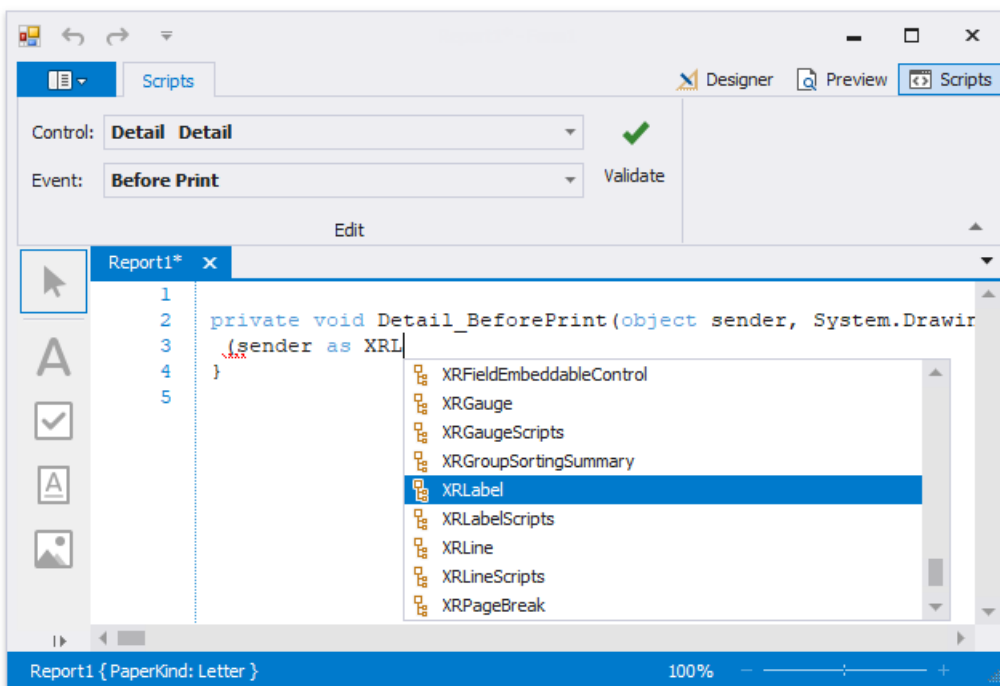 Scripts
Designer
Preview
Scripts
Control: Detail Detail
Event: Before Print
Validate
Edit
Report1*
1
2 private void Detail_BeforePrint(object sender, System.Drawin
3 (sender as XRL
4 }
5
XRFieldEmbeddableControl
XRGauge
XRGaugeScripts
XRGroupSortingSummary
XRLabel
XRLabelScripts
XRLine
XRLineScripts
XRPageBreak
A
A
Report1 { PaperKind: Letter }
100%